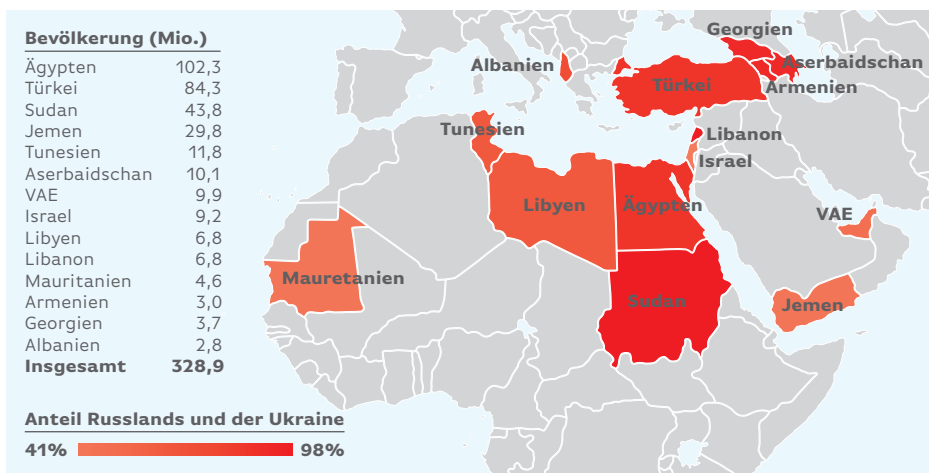 Bevölkerung (Mio.)
Ägypten 102,3
Türkei 84,3
Sudan 43,8
Jemen 29,8
Tunesien 11,8
Aserbaidschan 10,1
VAE 9,9
Israel 9,2
Libyen 6,8
Libanon 6,8
Mauritanien 4,6
Armenien 3,0
Georgien 3,7
Albanien 2,8
Insgesamt 328,9
Anteil Russlands und der Ukraine
41% 98%
Georgien
Aserbaidschan
Albanien
Türkei
Armenien
Tunesien
Libanon
Israel
Libyen
Ägypten
VAE
Mauretanien
Sudan
Jemen